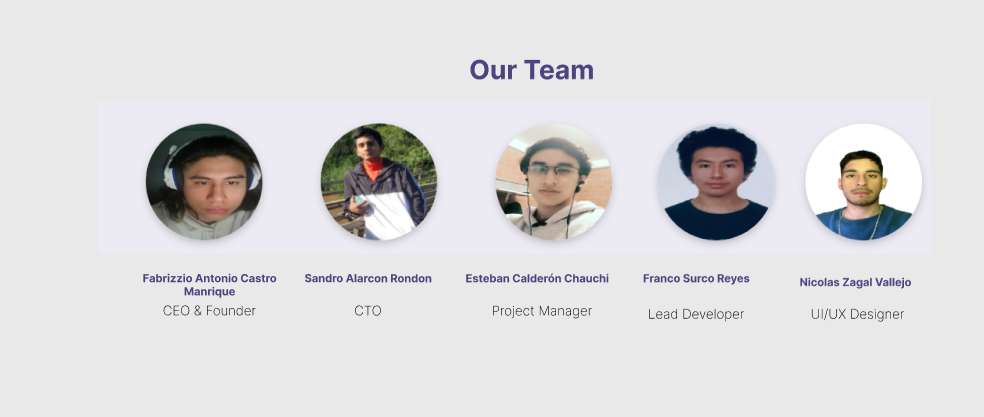 Our Team
Fabrizzio Antonio Castro
Manrique
CEO & Founder
Sandro Alarcon Rondon
CTO
Esteban Calderón Chauchi
Project Manager
Franco Surco Reyes
Lead Developer
Nicolas Zagal Vallejo
UI/UX Designer